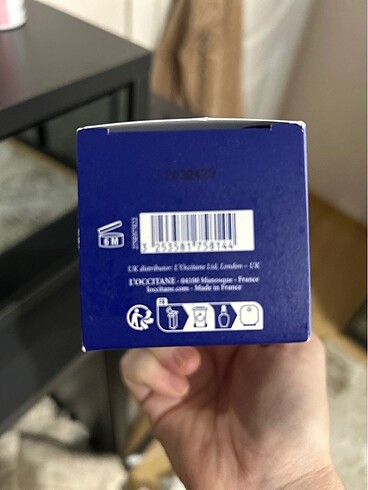 6 M
3 253581 758144
UK distributor: L'Occitane Ltd, London – UK
L'OCCITANE - 04100 Manosque - France
loccitane.com - Made in France
FR